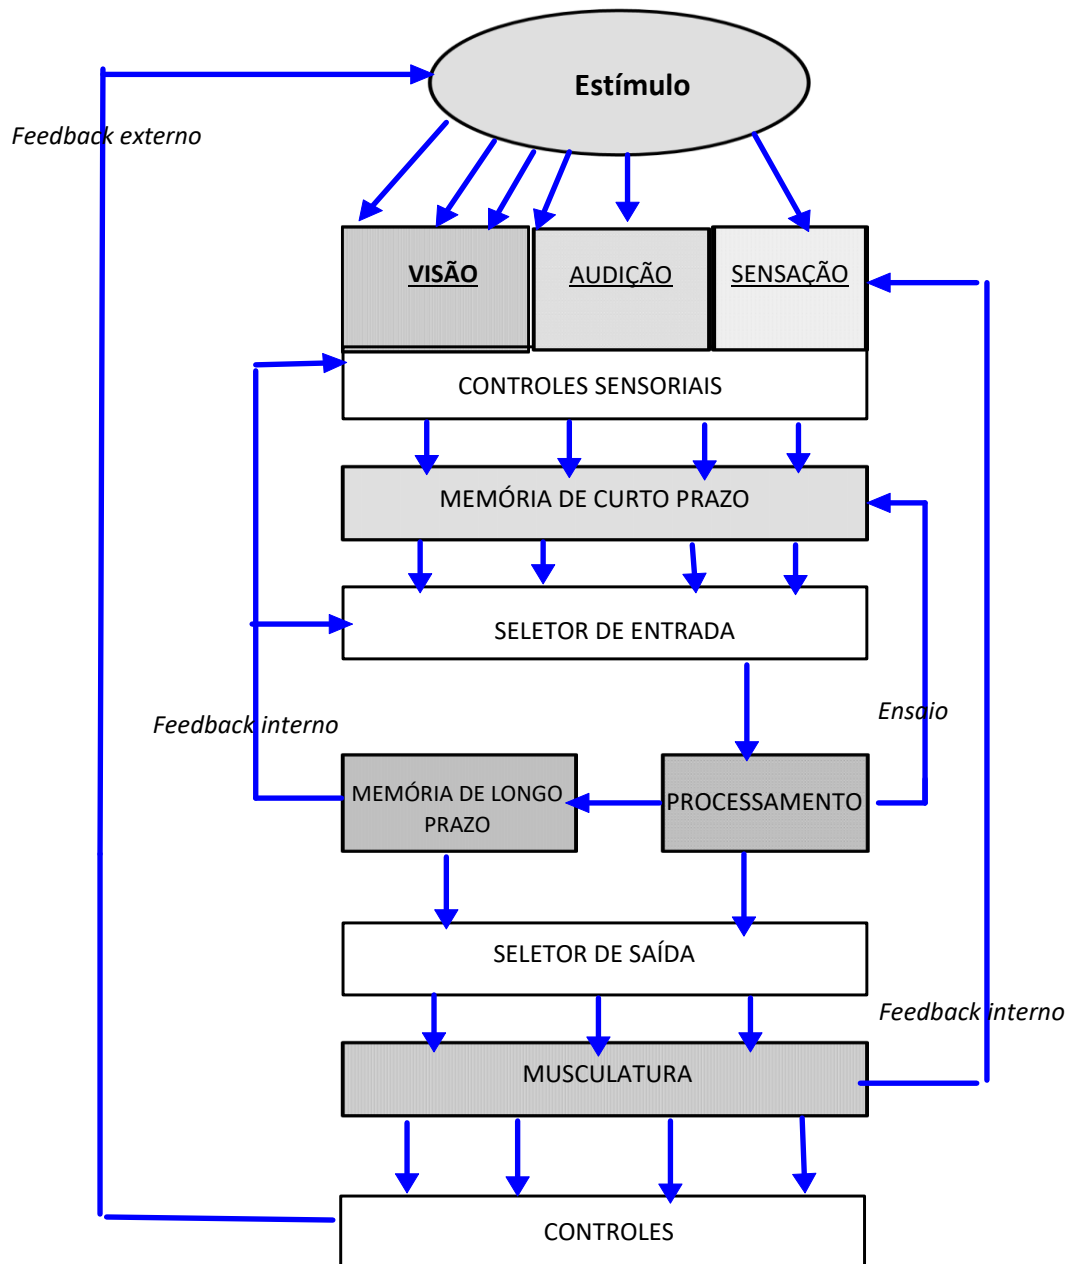 Estímulo
Feedback externo
VISÃO
AUDIÇÃO
SENSAÇÃO
CONTROLES SENSORIAIS
MEMÓRIA DE CURTO PRAZO
SELETOR DE ENTRADA
Ensaio
Feedback interno
MEMÓRIA DE LONGO
PRAZO
PROCESSAMENTO
SELETOR DE SAÍDA
Feedback interno
MUSCULATURA
CONTROLES